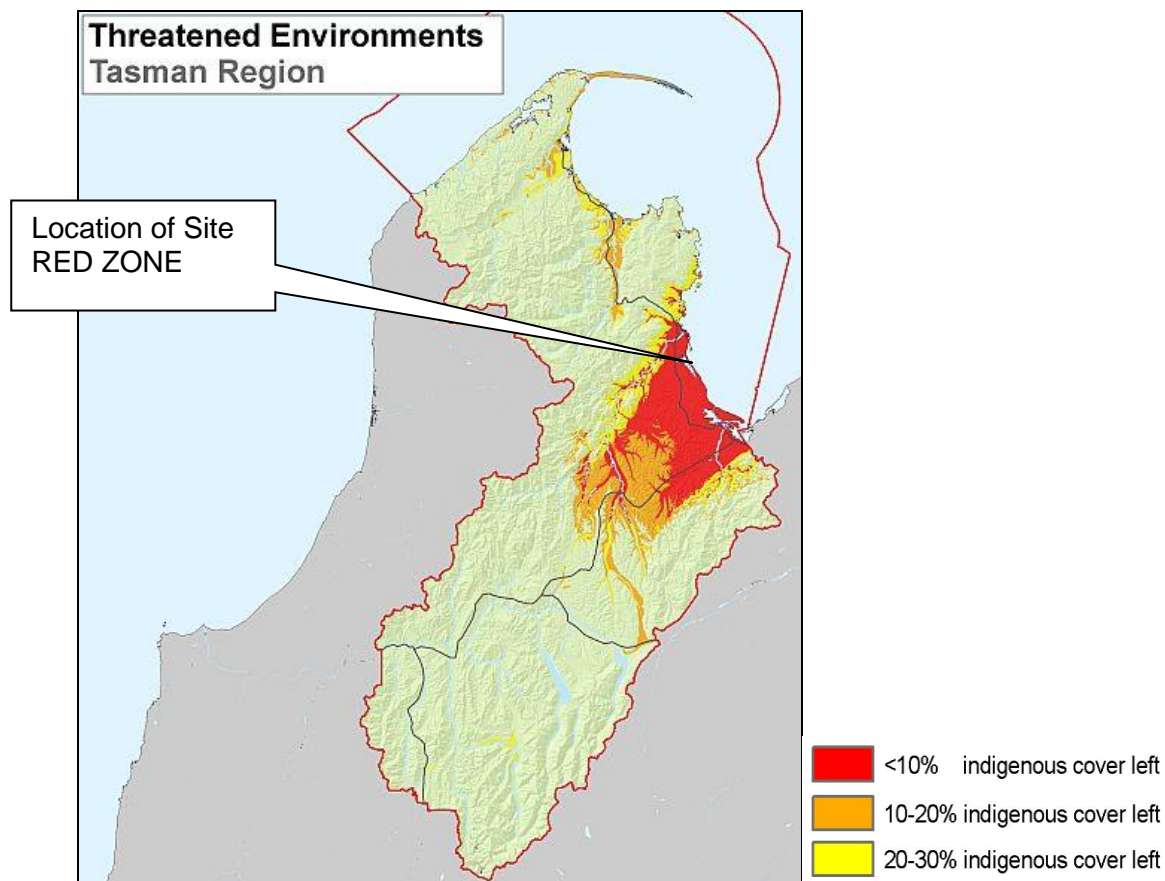 Threatened Environments
Tasman Region
Location of Site
RED ZONE
<10% indigenous cover left
10-20% indigenous cover left
20-30% indigenous cover left